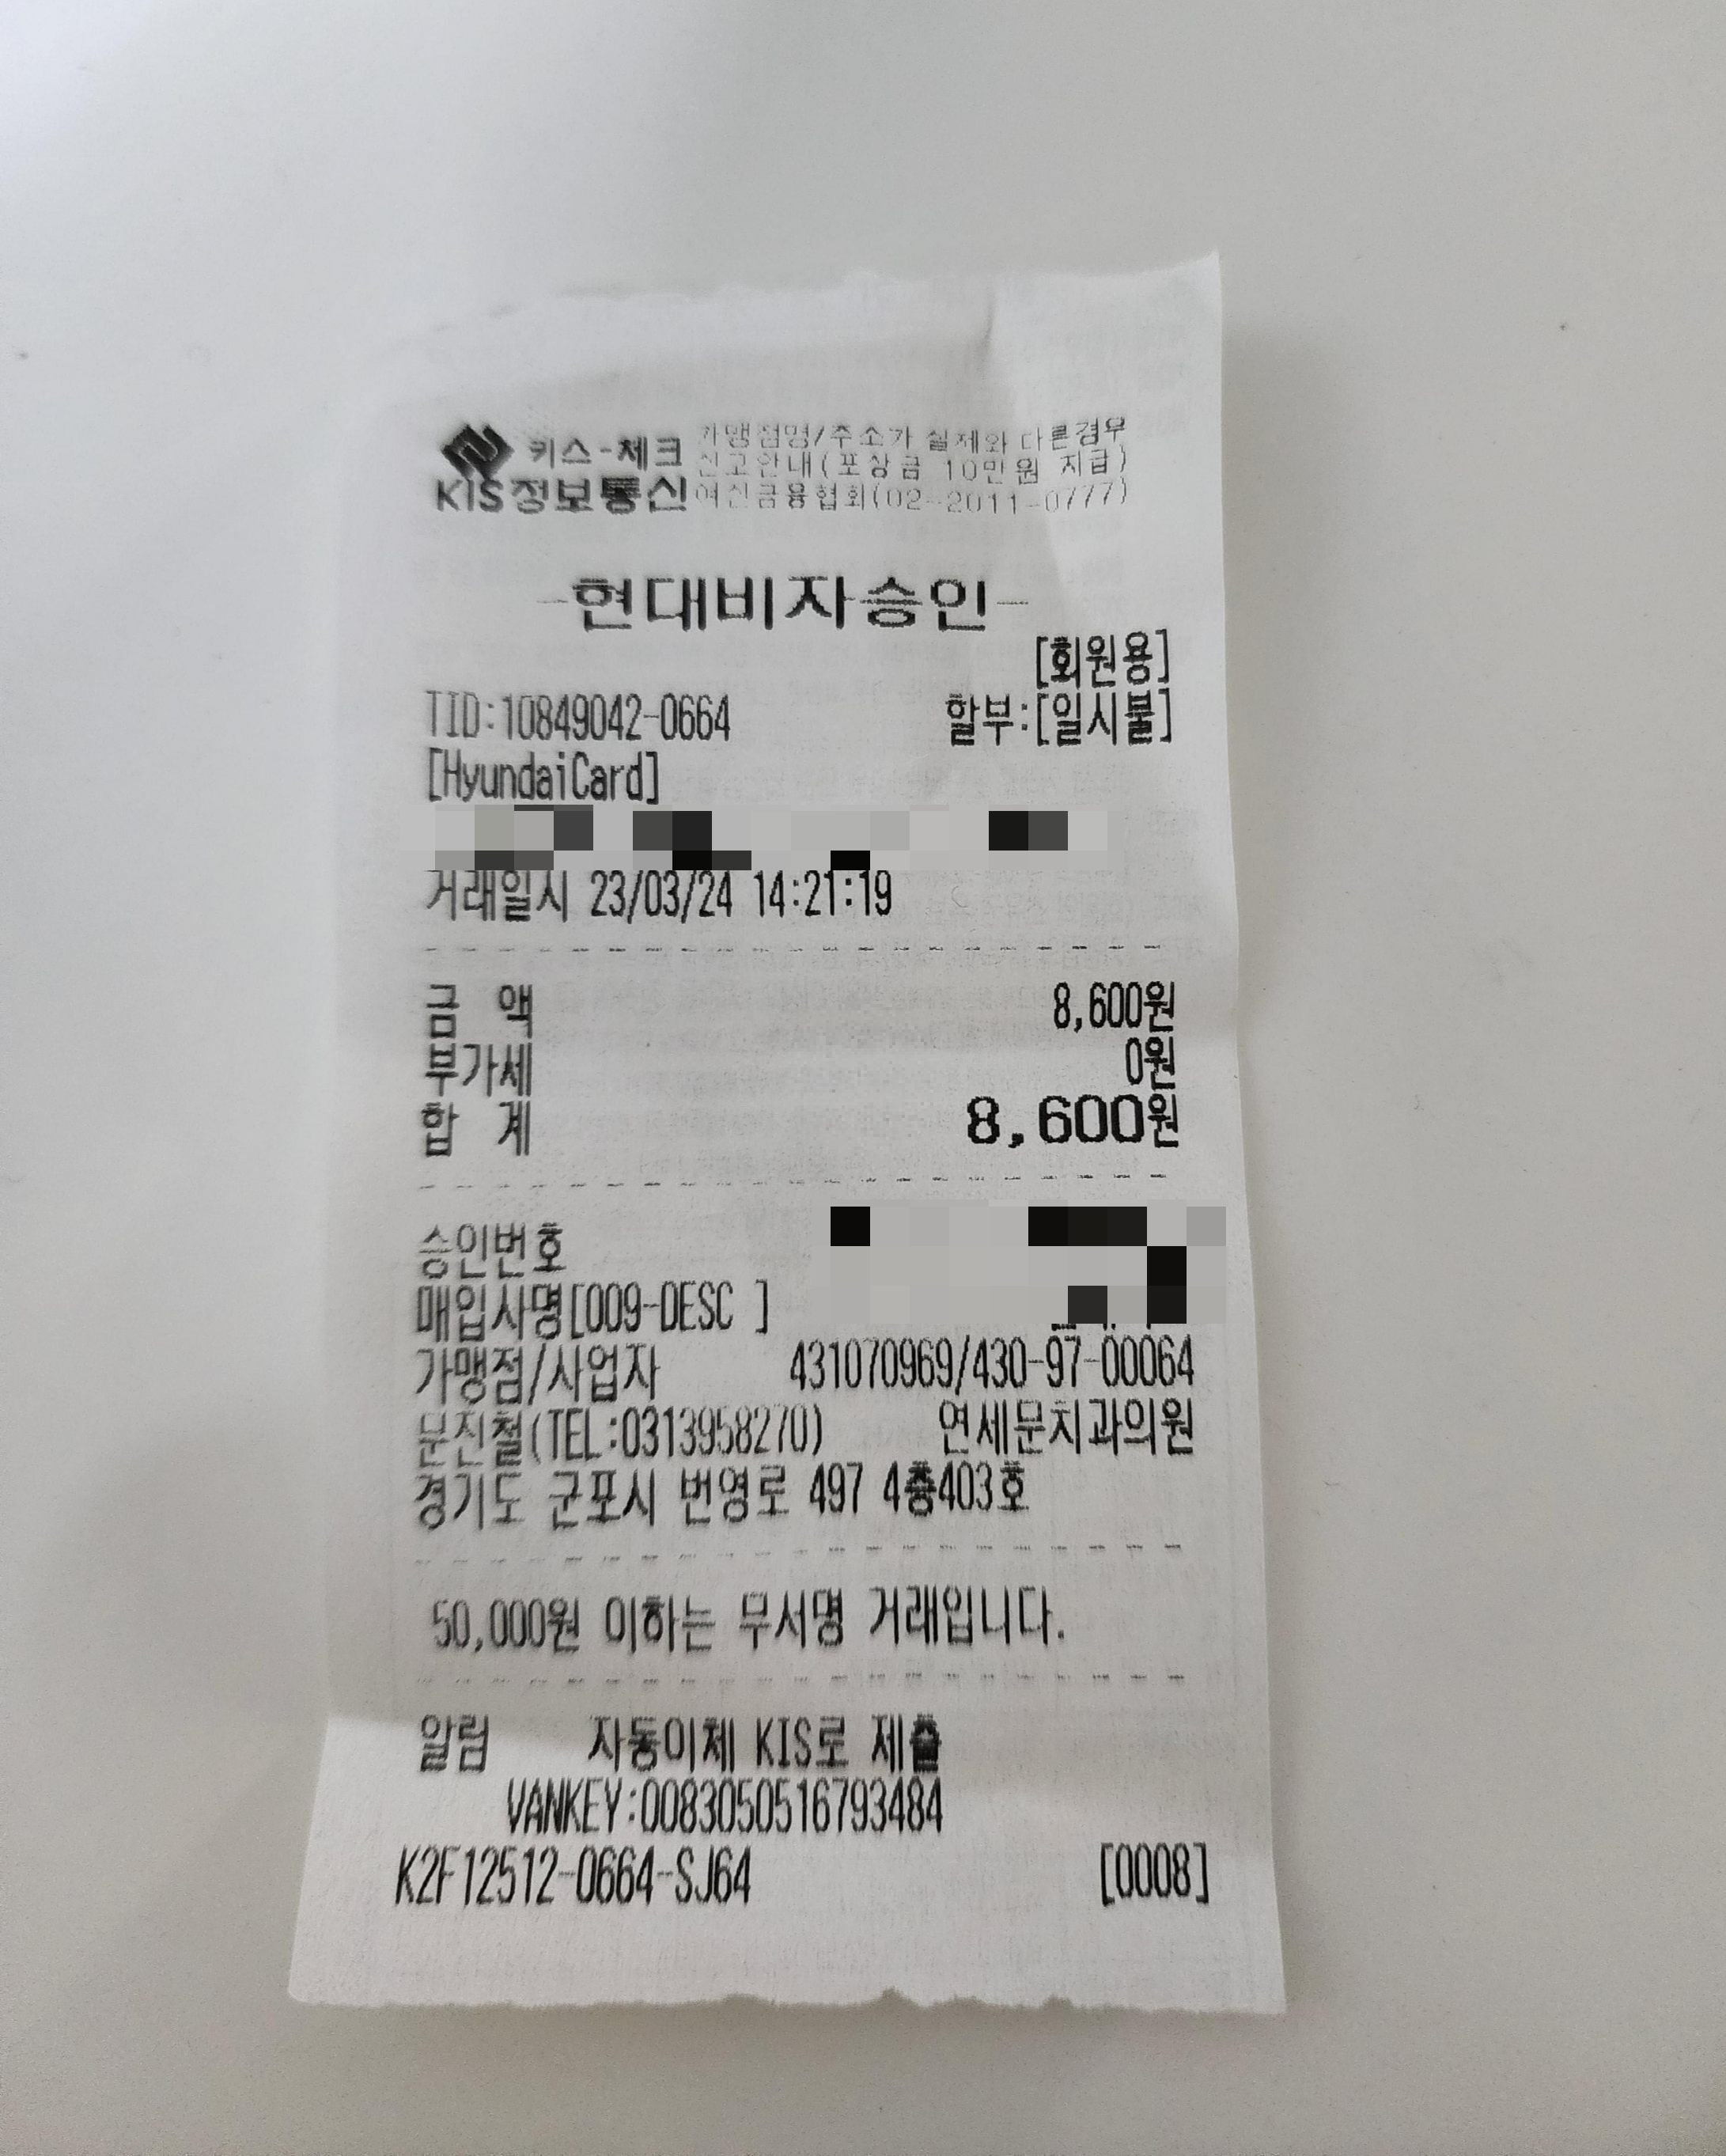 키스-체크 가맹점명/주소가 실제와 다른경우
신고안내(포상금 10만원 지급)
KIS정보통신 여신금융협회(02-2011-0777)
-현대비자승인-
[회원용]
TID:10849042-0664 할부:[일시불]
[HyundaiCard]
거래일시 23/03/24 14:21:19
금 액 8,600원
부가세 0원
합 계 8,600원
승인번호
매입사명[009-DESC ]
가맹점/사업자 431070969/430-97-00064
문진철(TEL:0313958270) 연세문치과의원
경기도 군포시 번영로 497 4층403호
50,000원 이하는 무서명 거래입니다.
알림 자동이체 KIS로 제출
VANKEY:0083050516793484
K2F12512-0664-SJ64 [0008]